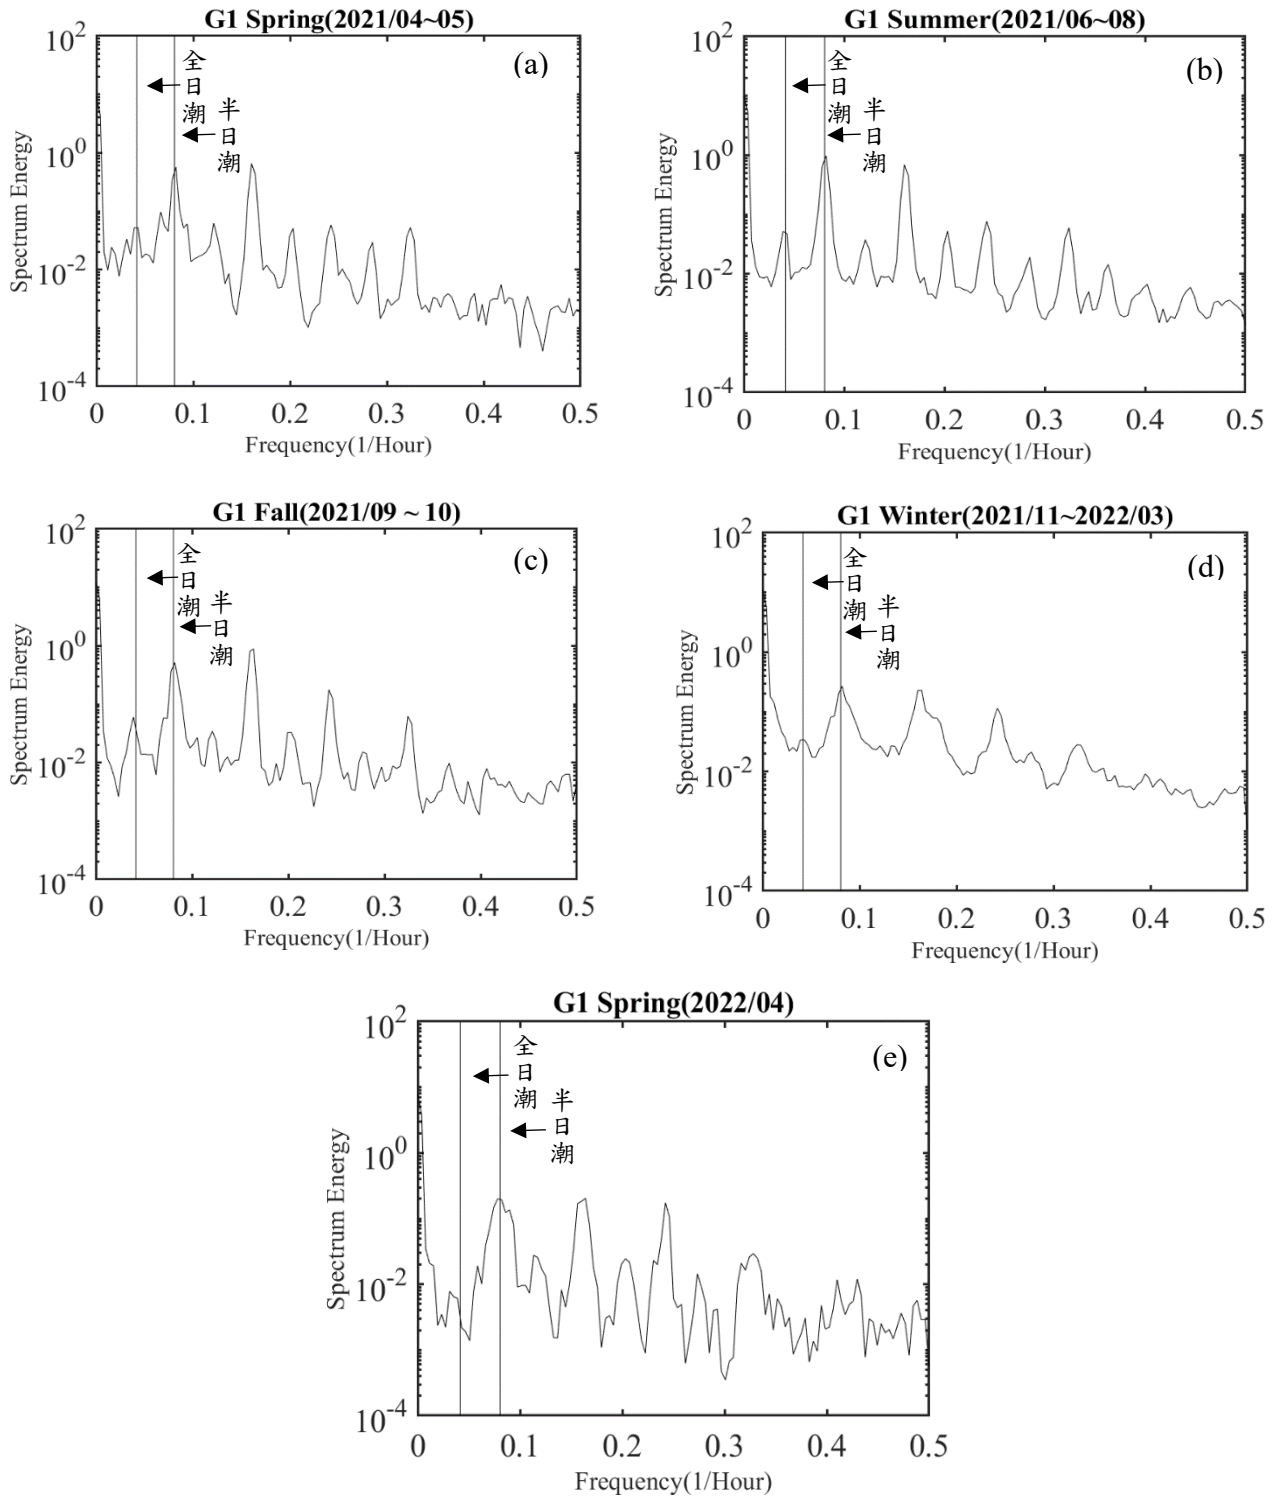 G1 Spring(2021/04~05)
(a)
全日潮
半日潮
10^2
10^0
10^-2
10^-4
Spectrum Energy
0 0.1 0.2 0.3 0.4 0.5
Frequency(1/Hour)
G1 Summer(2021/06~08)
(b)
全日潮
半日潮
10^2
10^0
10^-2
10^-4
Spectrum Energy
0 0.1 0.2 0.3 0.4 0.5
Frequency(1/Hour)
G1 Fall(2021/09 ~ 10)
(c)
全日潮
半日潮
10^2
10^0
10^-2
10^-4
Spectrum Energy
0 0.1 0.2 0.3 0.4 0.5
Frequency(1/Hour)
G1 Winter(2021/11~2022/03)
(d)
全日潮
半日潮
10^2
10^0
10^-2
10^-4
Spectrum Energy
0 0.1 0.2 0.3 0.4 0.5
Frequency(1/Hour)
G1 Spring(2022/04)
(e)
全日潮
半日潮
10^2
10^0
10^-2
10^-4
Spectrum Energy
0 0.1 0.2 0.3 0.4 0.5
Frequency(1/Hour)